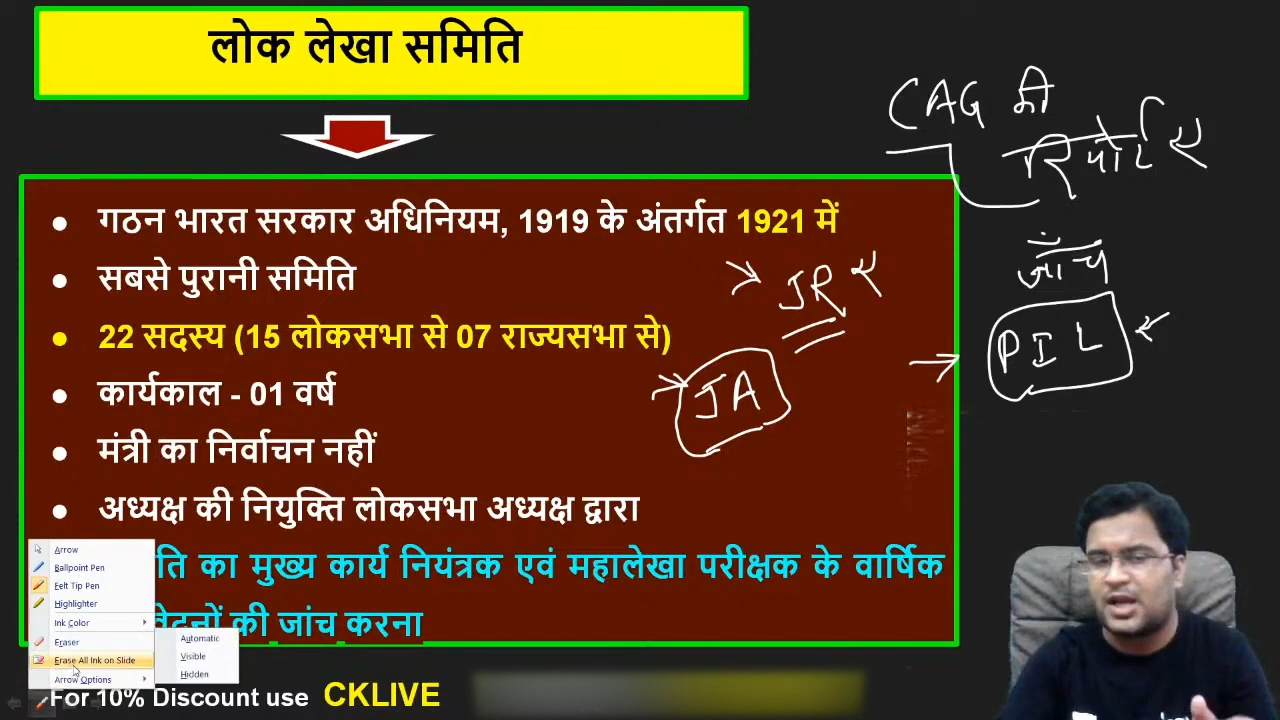 लोक लेखा समिति
CAG की
रिपोर्ट
जाँच
PIL
• गठन भारत सरकार अधिनियम, 1919 के अंतर्गत 1921 में
• सबसे पुरानी समिति
JR
• 22 सदस्य (15 लोकसभा से 07 राज्यसभा से)
• कार्यकाल - 01 वर्ष
JA
• मंत्री का निर्वाचन नहीं
• अध्यक्ष की नियुक्ति लोकसभा अध्यक्ष द्वारा
ति का मुख्य कार्य नियंत्रक एवं महालेखा परीक्षक के वार्षिक
वेदनों की जांच करना
Arrow
Ballpoint Pen
Felt Tip Pen
Highlighter
Ink Color
Eraser
Erase All Ink on Slide
Arrow Options
Automatic
Visible
Hidden
For 10% Discount use CKLIVE